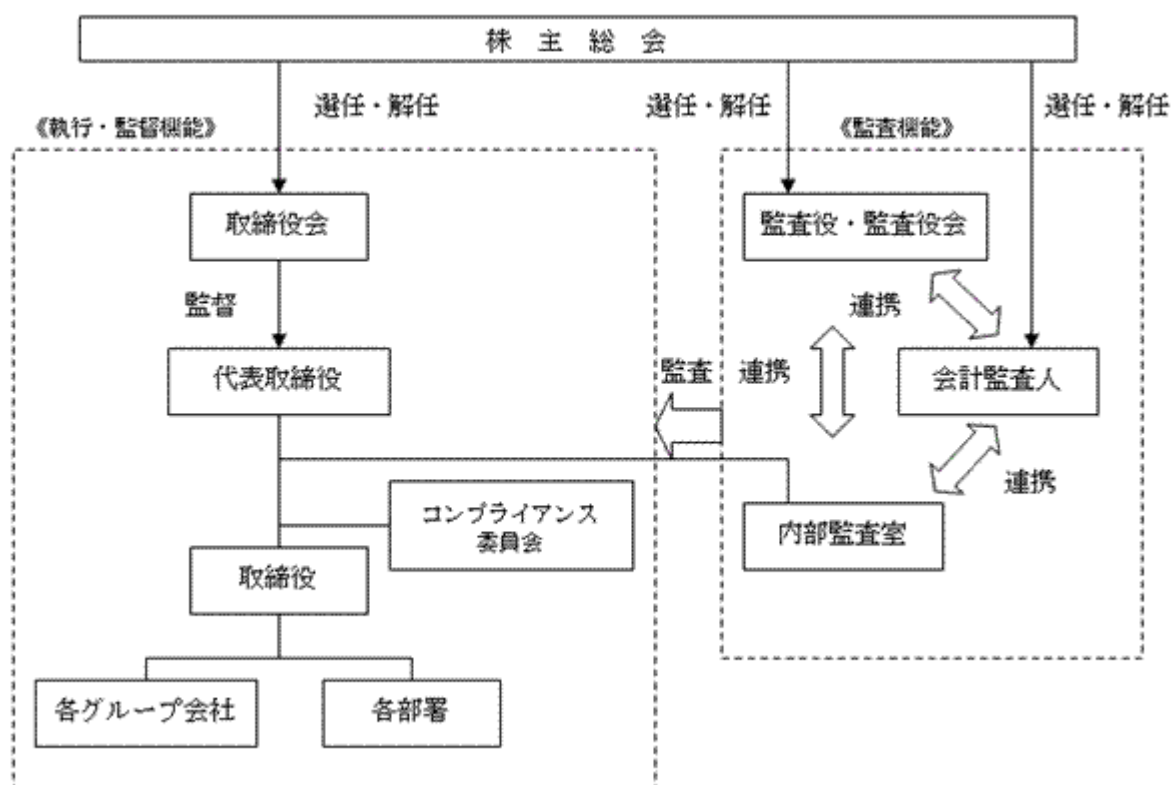 株主総会
選任・解任
選任・解任
選任・解任
《執行・監督機能》
《監査機能》
取締役会
監査役・監査役会
監督
連携
代表取締役
監査
連携
会計監査人
連携
コンプライアンス
委員会
内部監査室
取締役
各グループ会社
各部署